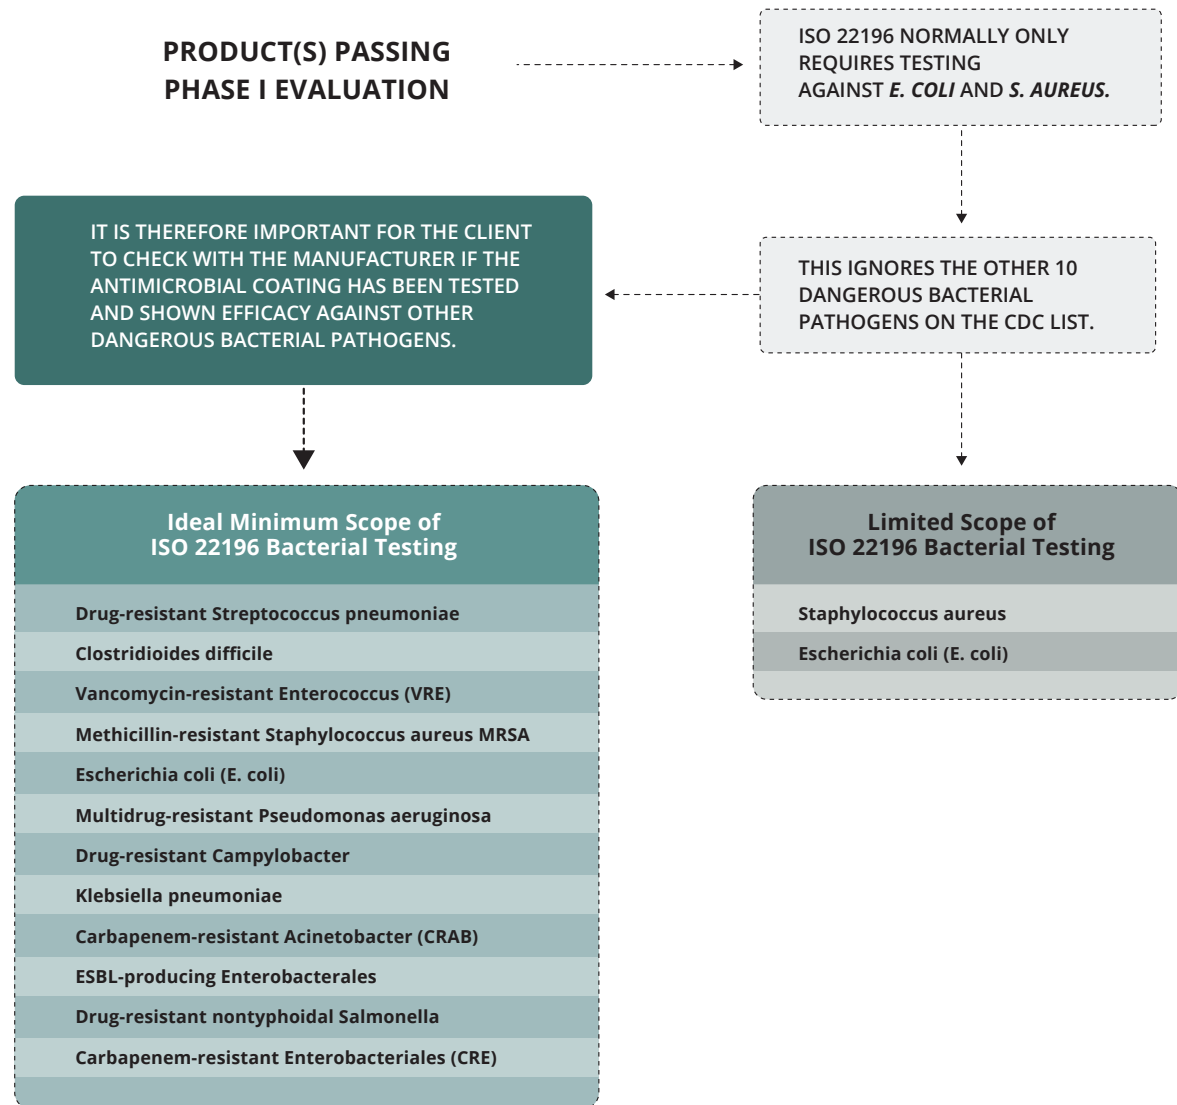 PRODUCT(S) PASSING
PHASE I EVALUATION
ISO 22196 NORMALLY ONLY
REQUIRES TESTING
AGAINST E. COLI AND S. AUREUS.
THIS IGNORES THE OTHER 10
DANGEROUS BACTERIAL
PATHOGENS ON THE CDC LIST.
IT IS THEREFORE IMPORTANT FOR THE CLIENT
TO CHECK WITH THE MANUFACTURER IF THE
ANTIMICROBIAL COATING HAS BEEN TESTED
AND SHOWN EFFICACY AGAINST OTHER
DANGEROUS BACTERIAL PATHOGENS.
Ideal Minimum Scope of
ISO 22196 Bacterial Testing
Drug-resistant Streptococcus pneumoniae
Clostridioides difficile
Vancomycin-resistant Enterococcus (VRE)
Methicillin-resistant Staphylococcus aureus MRSA
Escherichia coli (E. coli)
Multidrug-resistant Pseudomonas aeruginosa
Drug-resistant Campylobacter
Klebsiella pneumoniae
Carbapenem-resistant Acinetobacter (CRAB)
ESBL-producing Enterobacterales
Drug-resistant nontyphoidal Salmonella
Carbapenem-resistant Enterobacteriales (CRE)
Limited Scope of
ISO 22196 Bacterial Testing
Staphylococcus aureus
Escherichia coli (E. coli)